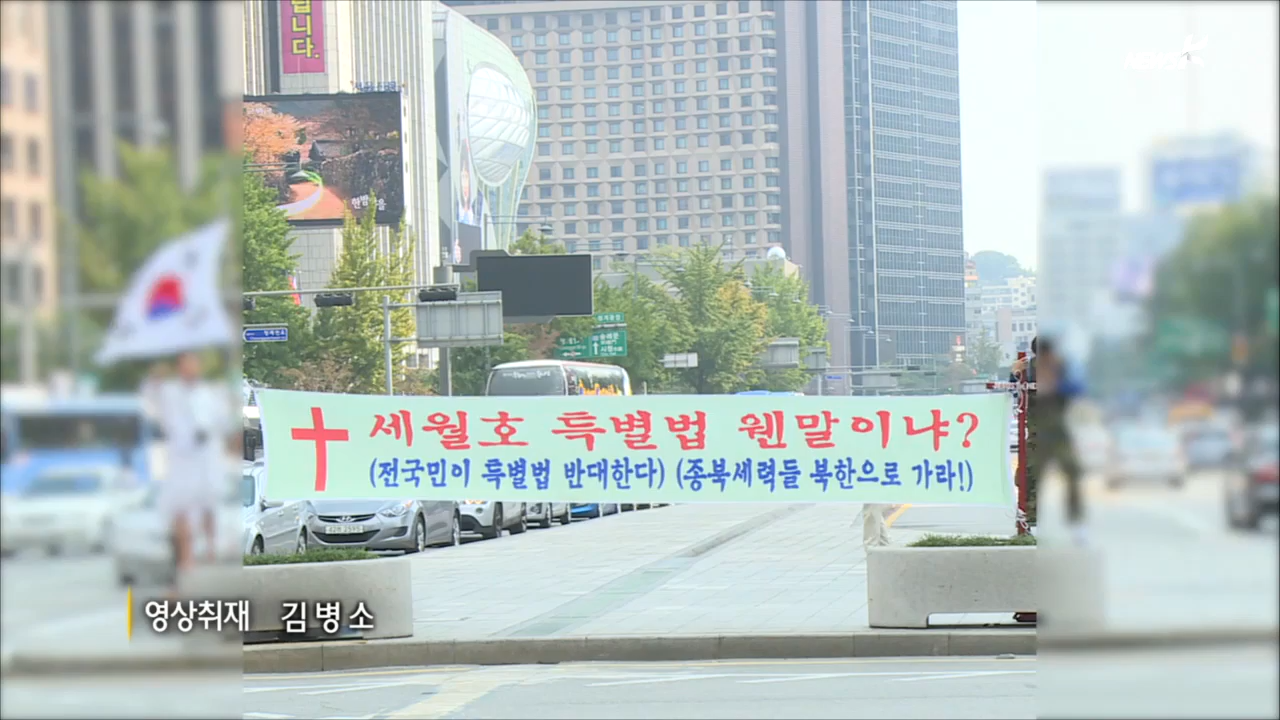 니다.
세월호 특별법 웬말이냐?
(전국민이 특별법 반대한다) (종북세력들 북한으로 가라!)
영상취재 김병소